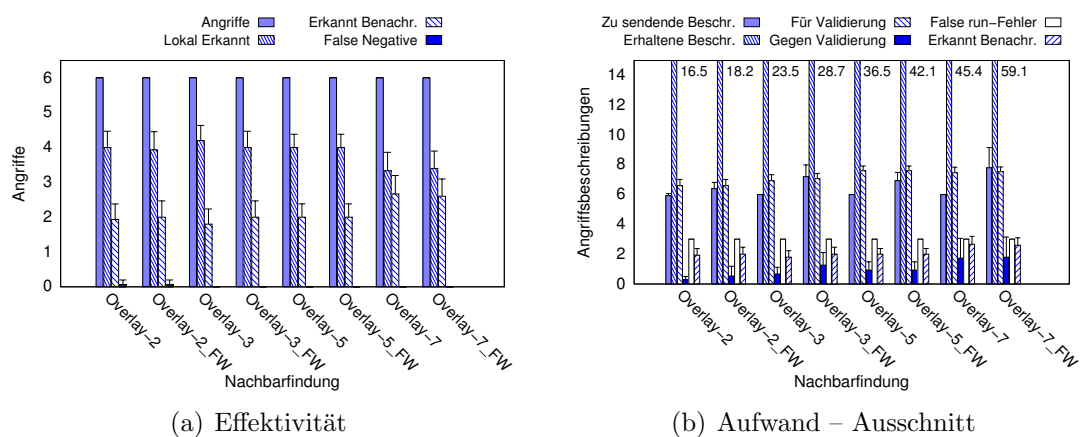 Angriffe
Erkannt Benachr.
Lokal Erkannt
False Negative
6
5
4
3
2
1
0
Angriffe
Overlay−2
Overlay−2_FW
Overlay−3
Overlay−3_FW
Overlay−5
Overlay−5_FW
Overlay−7
Overlay−7_FW
Nachbarfindung
(a) Effektivität
Zu sendende Beschr.
Für Validierung
False run−Fehler
Erhaltene Beschr.
Gegen Validierung
Erkannt Benachr.
14
12
10
8
6
4
2
0
16.5 18.2 23.5 28.7 36.5 42.1 45.4 59.1
Angriffsbeschreibungen
Overlay−2
Overlay−2_FW
Overlay−3
Overlay−3_FW
Overlay−5
Overlay−5_FW
Overlay−7
Overlay−7_FW
Nachbarfindung
(b) Aufwand – Ausschnitt